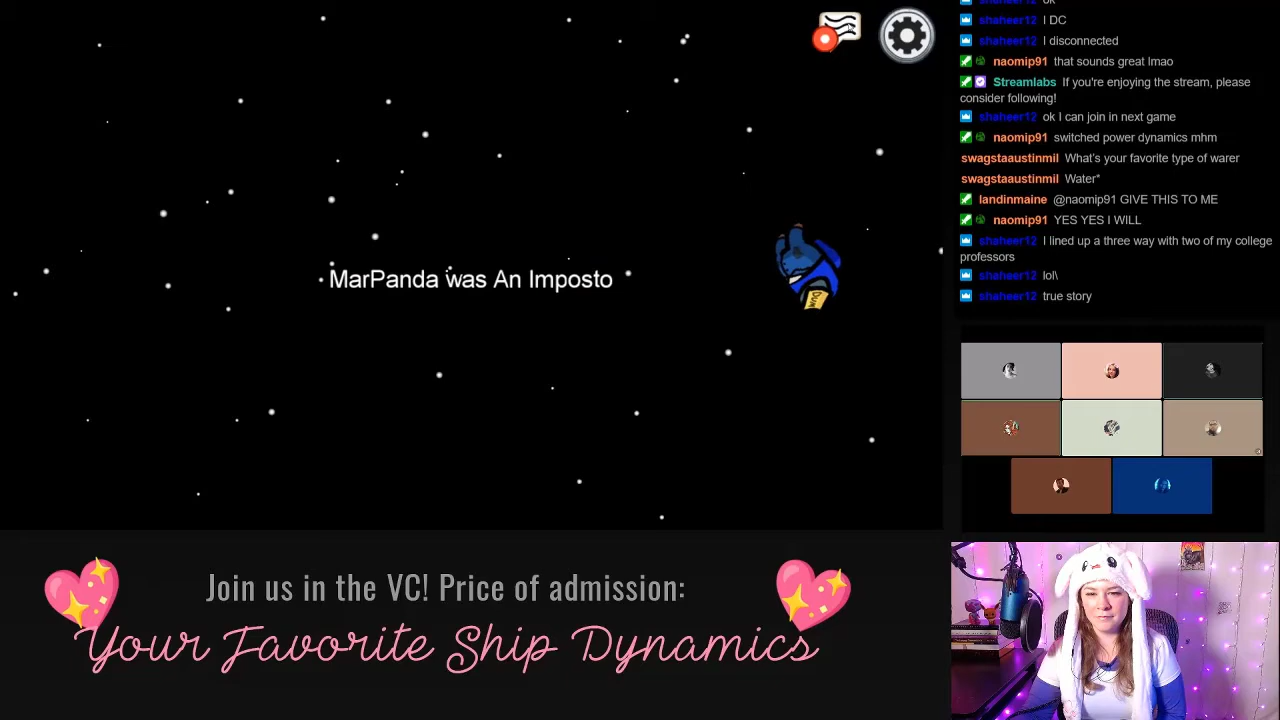 ok
shaheer12 I DC
shaheer12 I disconnected
naomip91 that sounds great lmao
Streamlabs If you're enjoying the stream, please
consider following!
shaheer12 ok I can join in next game
naomip91 switched power dynamics mhm
swagstaaustinmil What's your favorite type of warer
swagstaaustinmil Water*
landinmaine @naomip91 GIVE THIS TO ME
naomip91 YES YES I WILL
shaheer12 I lined up a three way with two of my college
professors
shaheer12 lol\
shaheer12 true story
MarPanda was An Imposto
DUM
Join us in the VC! Price of admission:
Your Favorite Ship Dynamics